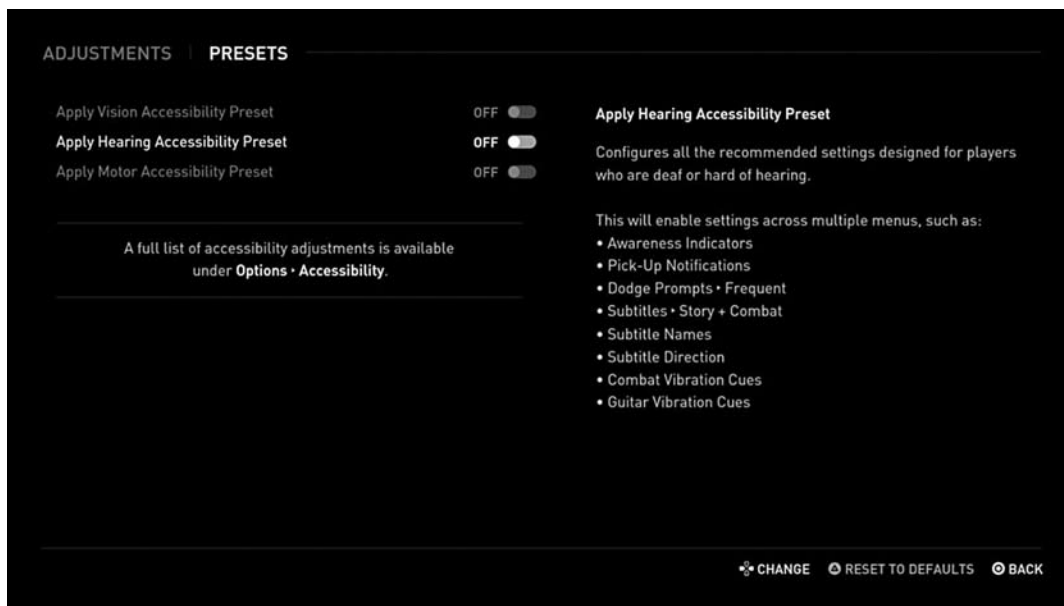 ADJUSTMENTS | PRESETS
Apply Vision Accessibility Preset OFF
Apply Hearing Accessibility Preset OFF
Apply Motor Accessibility Preset OFF
A full list of accessibility adjustments is available
under Options • Accessibility.
Apply Hearing Accessibility Preset
Configures all the recommended settings designed for players
who are deaf or hard of hearing.
This will enable settings across multiple menus, such as:
• Awareness Indicators
• Pick-Up Notifications
• Dodge Prompts • Frequent
• Subtitles • Story + Combat
• Subtitle Names
• Subtitle Direction
• Combat Vibration Cues
• Guitar Vibration Cues
CHANGE RESET TO DEFAULTS BACK